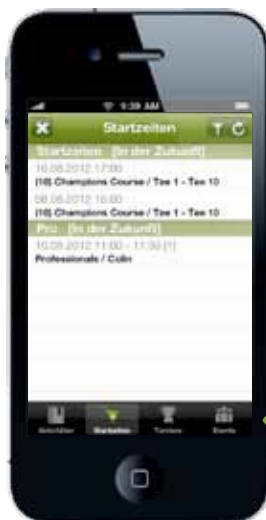 9:39 AM
Startzeiten
Startzeiten [In der Zukunft]
16.08.2012 17:00
(18) Champions Course / Tee 1 - Tee 10
08.08.2012 16:00
(18) Champions Course / Tee 1 - Tee 10
Pro [In der Zukunft]
10.08.2012 11:00 - 11:30 [1]
Professionals / Colin
Startzeiten Turniere Events